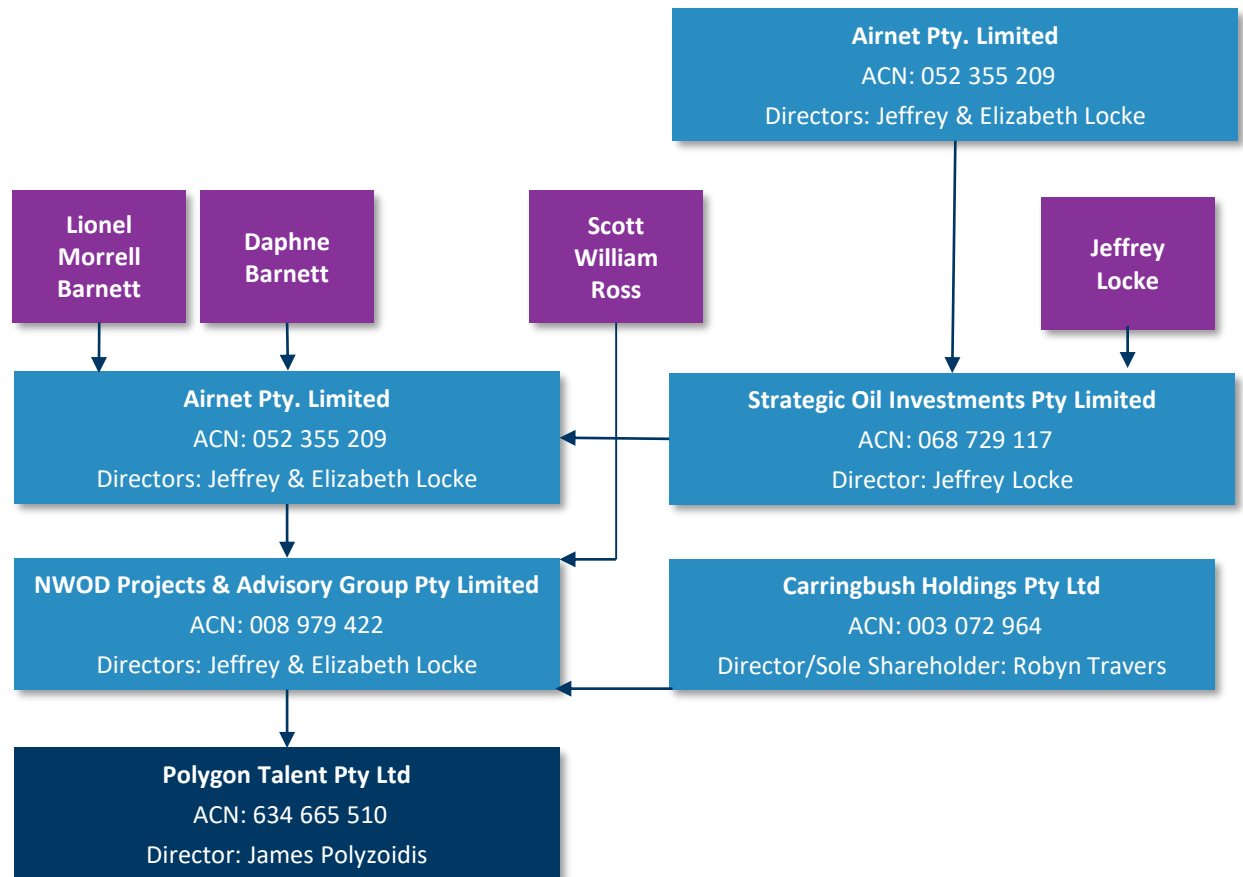 Airnet Pty. Limited
ACN: 052 355 209
Directors: Jeffrey & Elizabeth Locke
Lionel
Morrell
Barnett
Daphne
Barnett
Scott
William
Ross
Jeffrey
Locke
Airnet Pty. Limited
ACN: 052 355 209
Directors: Jeffrey & Elizabeth Locke
Strategic Oil Investments Pty Limited
ACN: 068 729 117
Director: Jeffrey Locke
NWOD Projects & Advisory Group Pty Limited
ACN: 008 979 422
Directors: Jeffrey & Elizabeth Locke
Carringbush Holdings Pty Ltd
ACN: 003 072 964
Director/Sole Shareholder: Robyn Travers
Polygon Talent Pty Ltd
ACN: 634 665 510
Director: James Polyzoidis